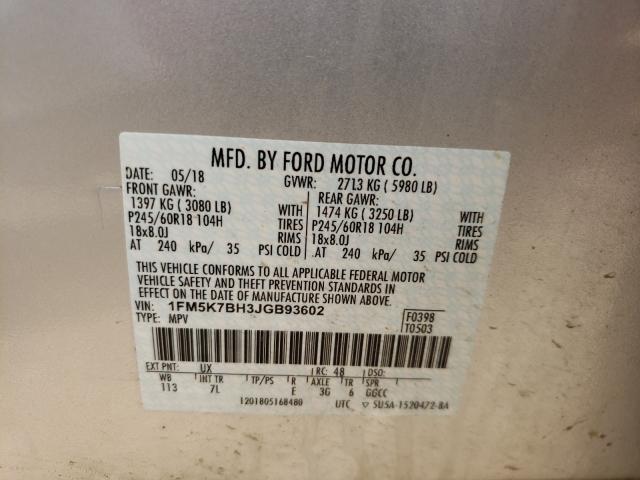 MFD. BY FORD MOTOR CO.
DATE: 05/18 GVWR: 2713 KG ( 5980 LB)
FRONT GAWR: REAR GAWR:
1397 KG ( 3080 LB) WITH 1474 KG ( 3250 LB) WITH
P245/60R18 104H TIRES P245/60R18 104H TIRES
18x8.0J RIMS 18x8.0J RIMS
AT 240 kPa/ 35 PSI COLD AT 240 kPa/ 35 PSI COLD
THIS VEHICLE CONFORMS TO ALL APPLICABLE FEDERAL MOTOR
VEHICLE SAFETY AND THEFT PREVENTION STANDARDS IN
EFFECT ON THE DATE OF MANUFACTURE SHOWN ABOVE.
VIN: 1FM5K7BH3JGB93602 F0398
TYPE: MPV T0503
EXT PNT: UX RC: 48 DSO:
WB INT TR TP/PS R AXLE TR SPR
113 7L E 3G 6 GGCC
1201805168480 UTC ▽ 5U5A-1520472-BA